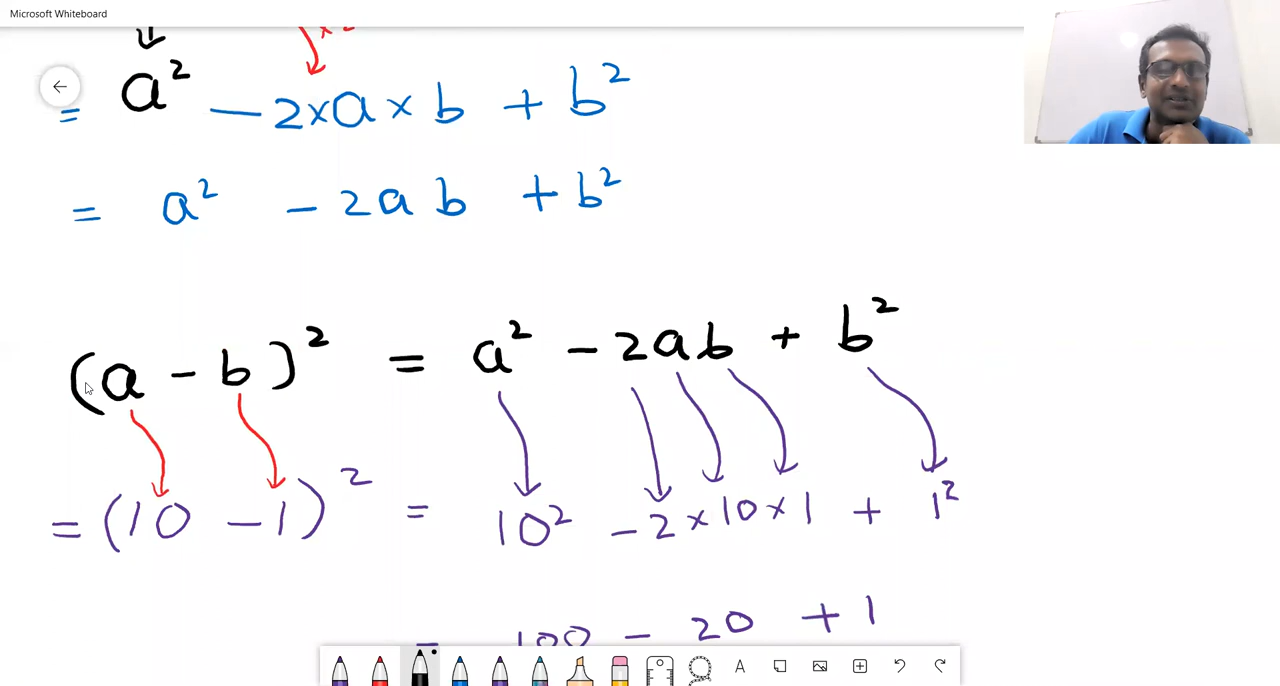 Microsoft Whiteboard
×2
= a² - 2×a×b + b²
= a² - 2ab + b²
(a - b)² = a² - 2ab + b²
= (10 - 1)² = 10² - 2×10×1 + 1²
= 100 - 20 + 1
A